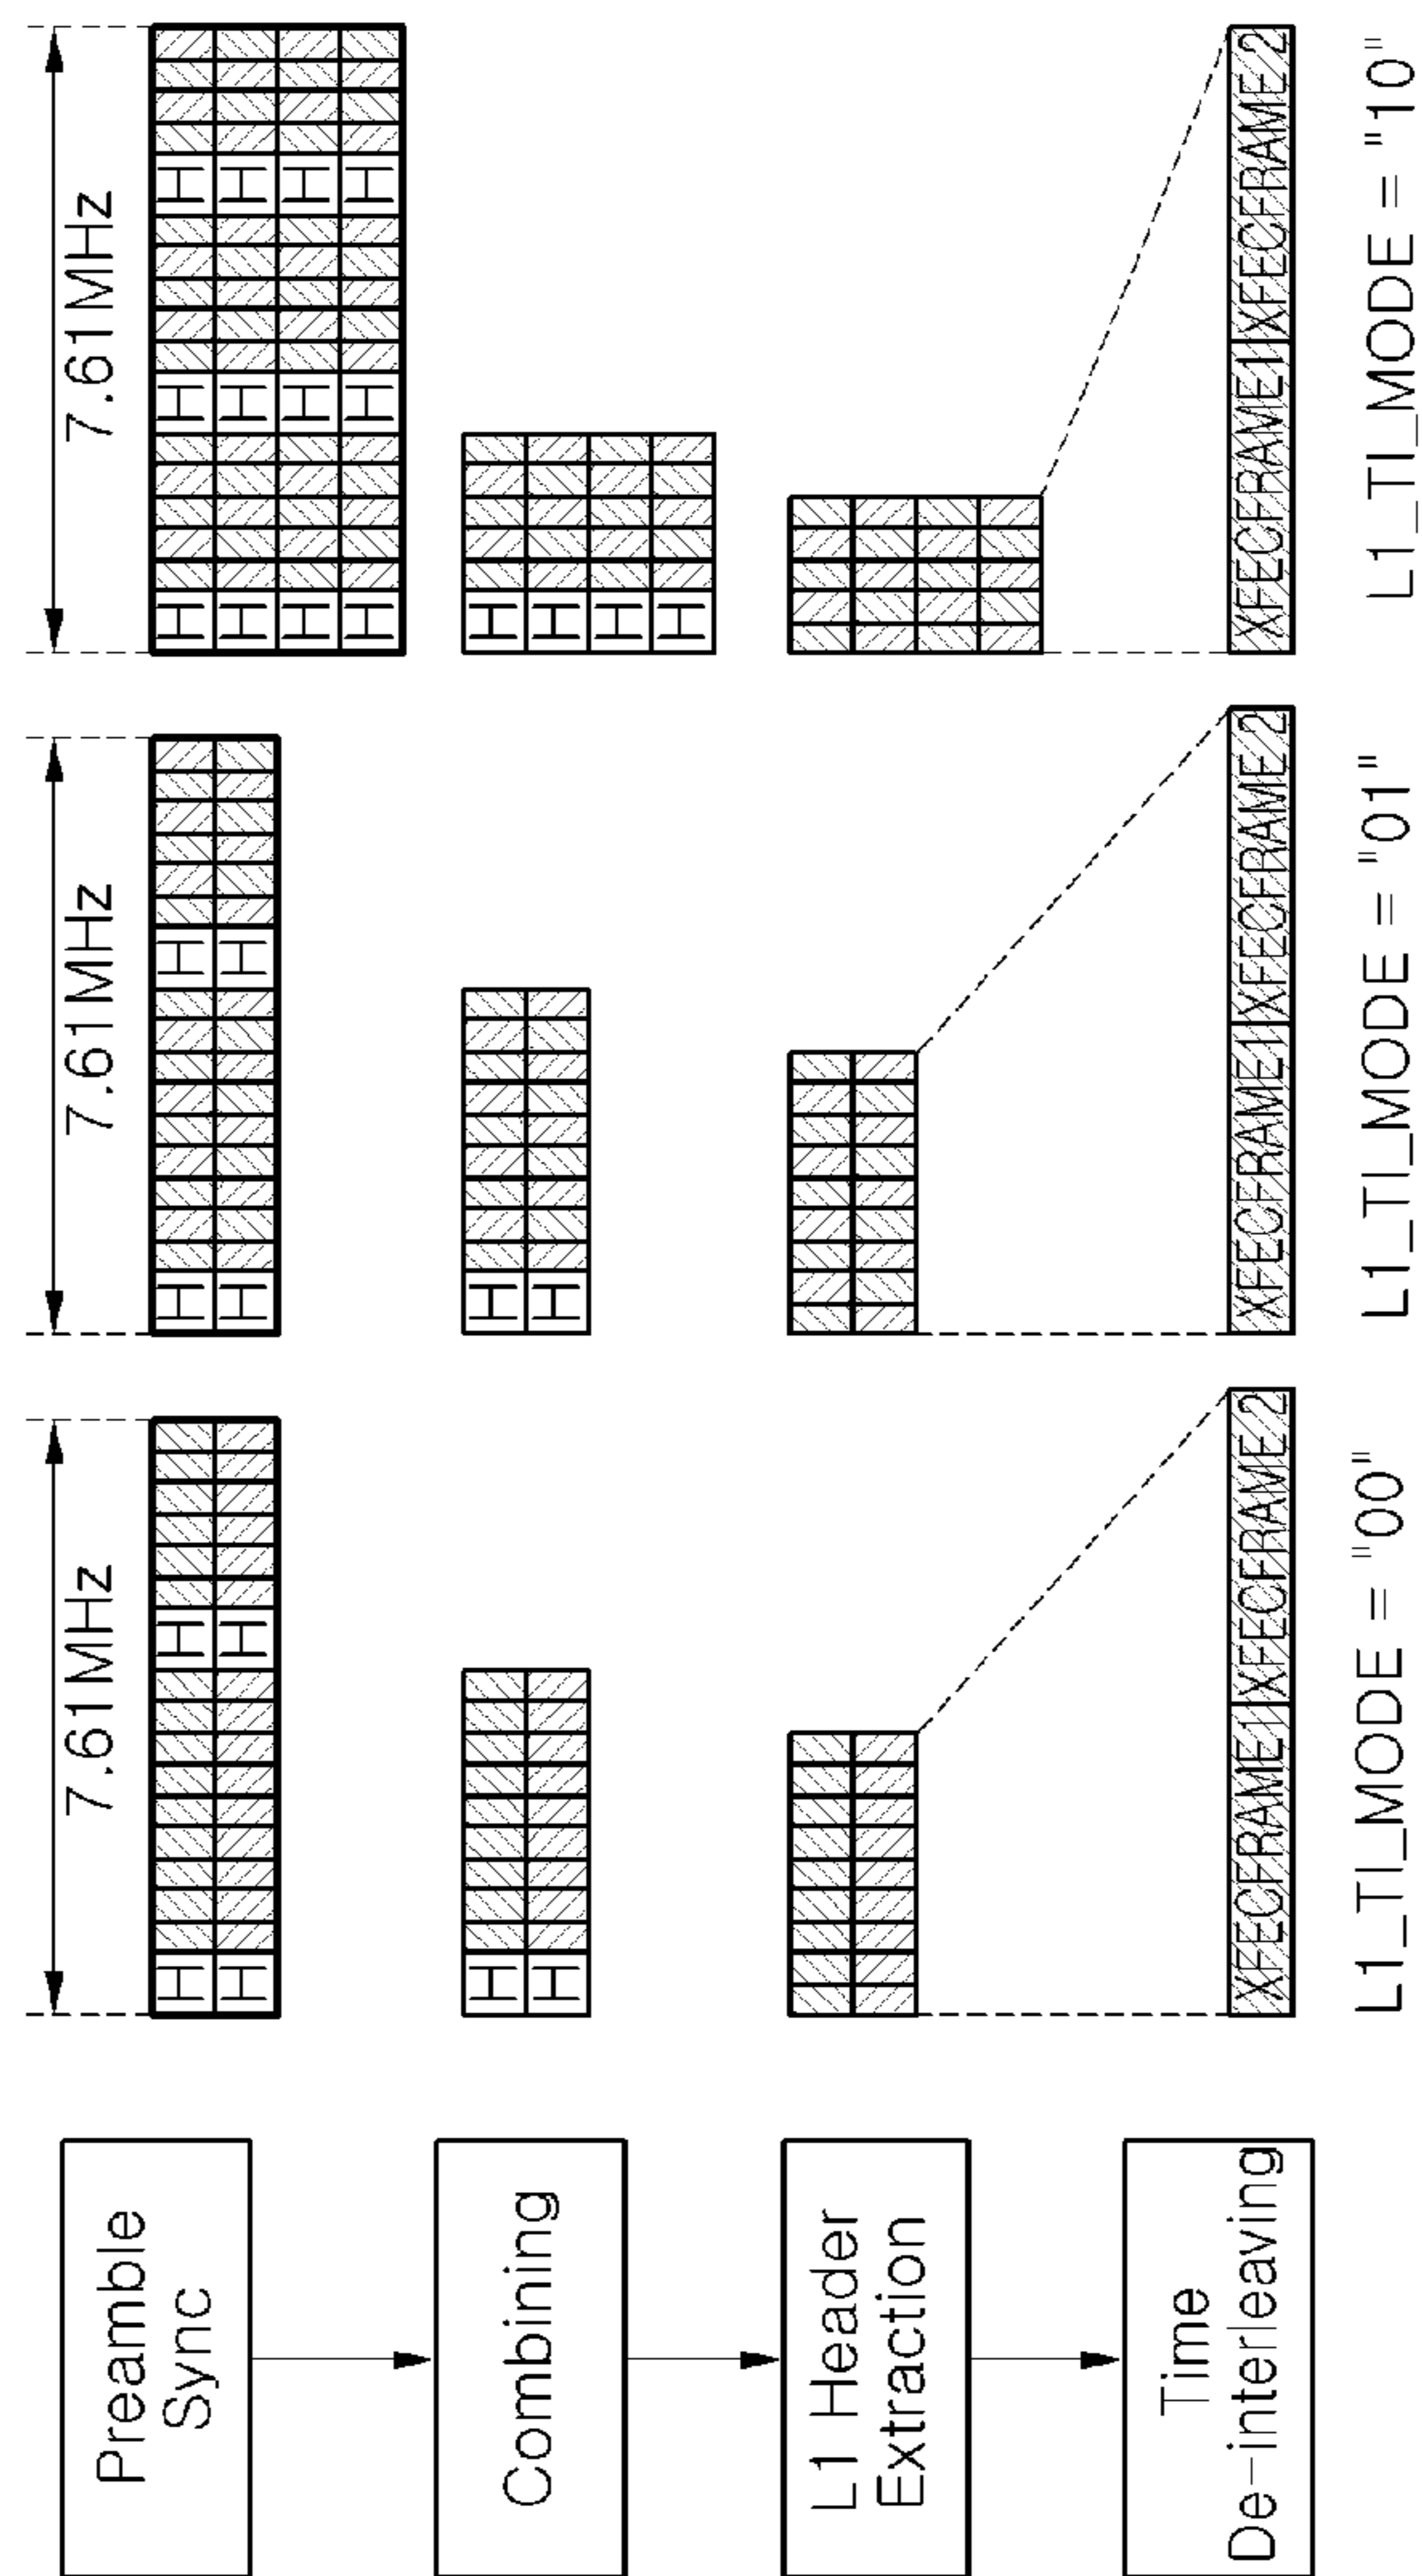 7.61MHz 7.61MHz 7.61MHz
Preamble
Sync
H H H H H H H
H H H H H H H
H H H
H H H
Combining
H H H
H H H
H
H
L1 Header
Extraction
Time
De-interleaving
XFECFRAME1 XFECFRAME2 XFECFRAME1 XFECFRAME2 XFECFRAME1 XFECFRAME2
L1_TI_MODE = "00" L1_TI_MODE = "01" L1_TI_MODE = "10"